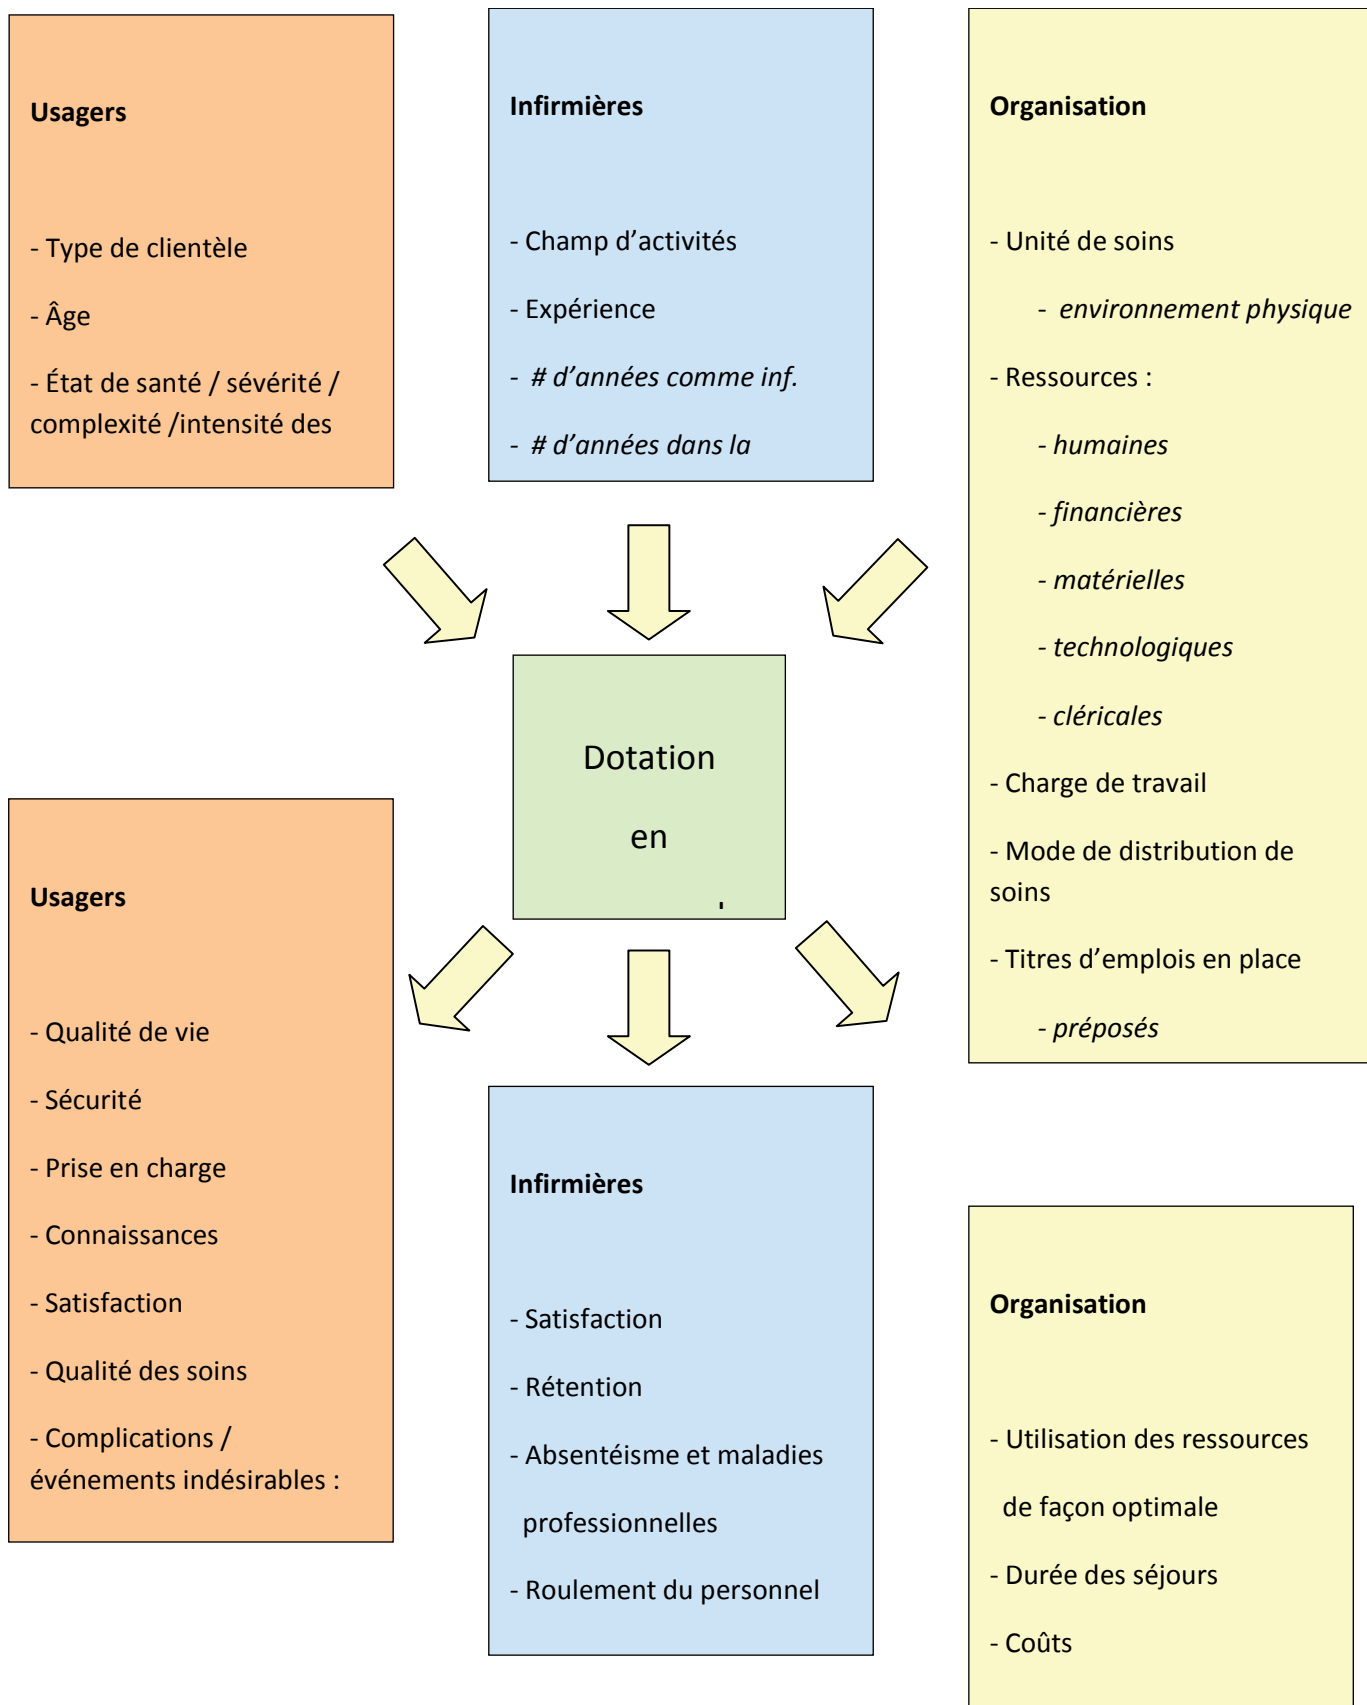 Usagers
- Type de clientèle
- Âge
- État de santé / sévérité /
complexité /intensité des
Infirmières
- Champ d’activités
- Expérience
- # d’années comme inf.
- # d’années dans la
Organisation
- Unité de soins
- environnement physique
- Ressources :
- humaines
- financières
- matérielles
- technologiques
- cléricales
- Charge de travail
- Mode de distribution de
soins
- Titres d’emplois en place
- préposés
Dotation
en
Usagers
- Qualité de vie
- Sécurité
- Prise en charge
- Connaissances
- Satisfaction
- Qualité des soins
- Complications /
événements indésirables :
Infirmières
- Satisfaction
- Rétention
- Absentéisme et maladies
professionnelles
- Roulement du personnel
Organisation
- Utilisation des ressources
de façon optimale
- Durée des séjours
- Coûts